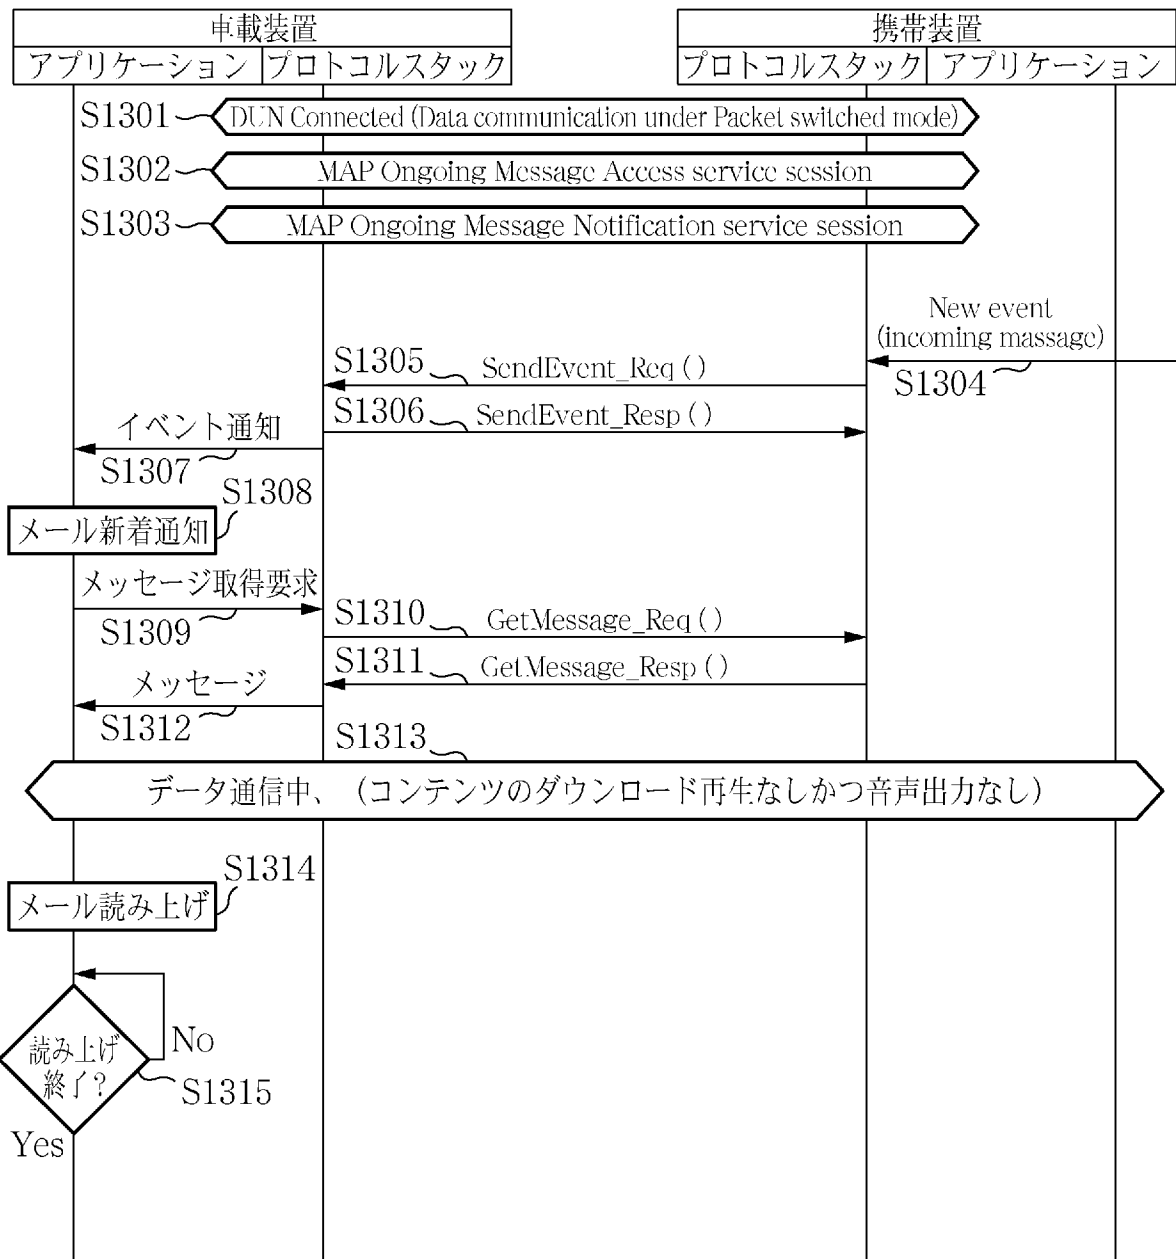 車載装置
携帯装置
アプリケーション
プロトコルスタック
プロトコルスタック
アプリケーション
S1301
DUN Connected (Data communication under Packet switched mode)
S1302
MAP Ongoing Message Access service session
S1303
MAP Ongoing Message Notification service session
New event
(incoming massage)
S1304
S1305
SendEvent_Req ( )
S1306
SendEvent_Resp ( )
イベント通知
S1307
S1308
メール新着通知
メッセージ取得要求
S1309
S1310
GetMessage_Req ( )
S1311
GetMessage_Resp ( )
メッセージ
S1312
S1313
データ通信中、（コンテンツのダウンロード再生なしかつ音声出力なし）
S1314
メール読み上げ
読み上げ
終了?
No
S1315
Yes